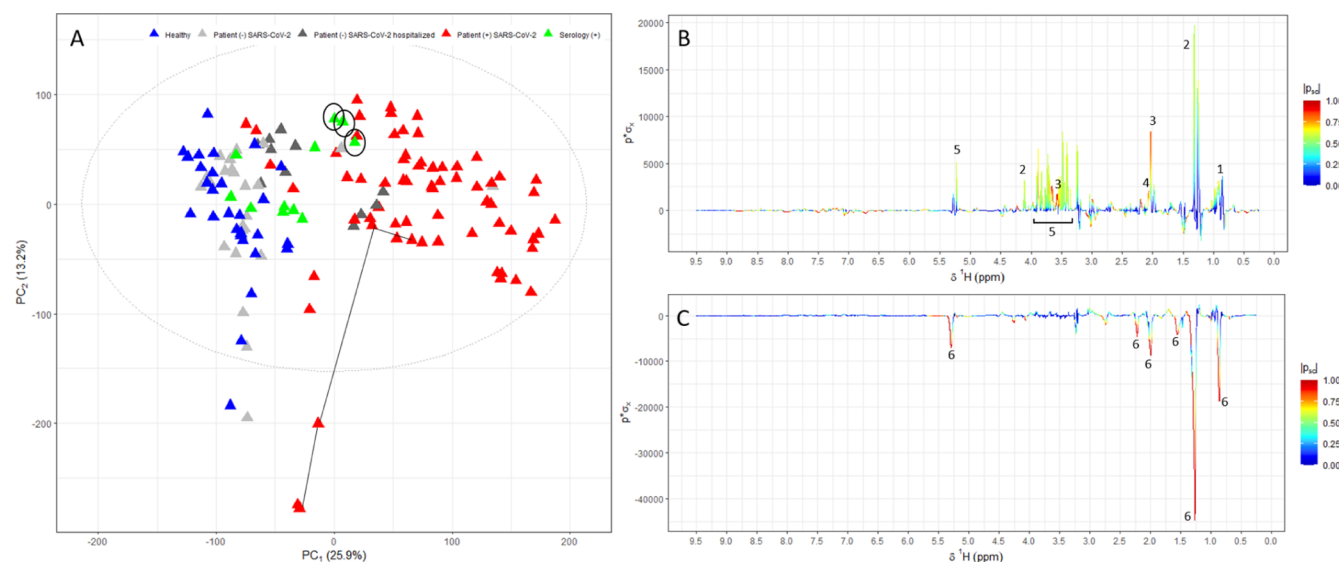 A
Healthy Patient (-) SARS-CoV-2 Patient (-) SARS-CoV-2 hospitalized Patient (+) SARS-CoV-2 Serology (+)
100
0
-100
-200
PC2 (13.2%)
-200 -100 0 100 200
PC1 (25.9%)
B
20000
15000
10000
5000
0
p*σx
5 2 3 4 2 1
3
5
9.5 9.0 8.5 8.0 7.5 7.0 6.5 6.0 5.5 5.0 4.5 4.0 3.5 3.0 2.5 2.0 1.5 1.0 0.5 0.0
δ ¹H (ppm)
|psd|
1.00
0.75
0.50
0.25
0.00
C
0
-10000
-20000
-30000
-40000
p*σx
6 6 6 6 6 6
9.5 9.0 8.5 8.0 7.5 7.0 6.5 6.0 5.5 5.0 4.5 4.0 3.5 3.0 2.5 2.0 1.5 1.0 0.5 0.0
δ ¹H (ppm)
|psd|
1.00
0.75
0.50
0.25
0.00